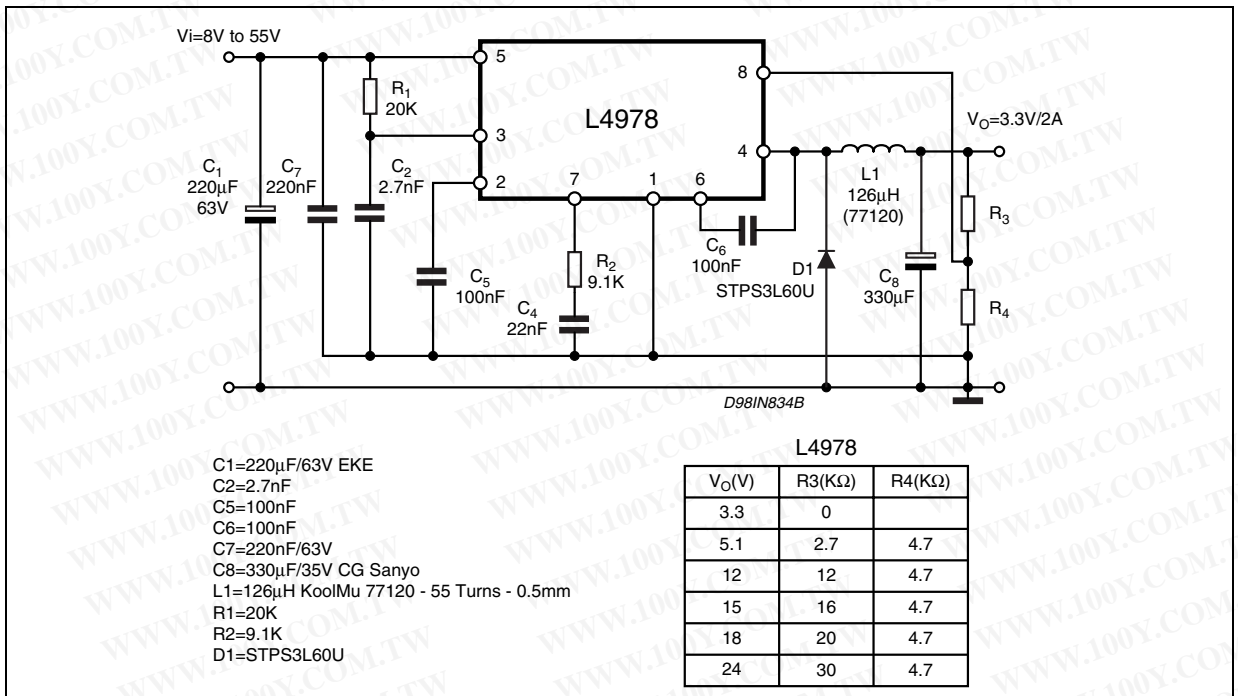 Vi=8V to 55V
5
8
R1
20K
L4978
VO=3.3V/2A
3
4
C1
220μF
63V
C7
220nF
C2
2.7nF
2
7
1
6
L1
126μH
(77120)
R3
C6
100nF
R2
9.1K
D1
STPS3L60U
C8
330μF
C5
100nF
C4
22nF
R4
D98IN834B
C1=220μF/63V EKE
C2=2.7nF
C5=100nF
C6=100nF
C7=220nF/63V
C8=330μF/35V CG Sanyo
L1=126μH KoolMu 77120 - 55 Turns - 0.5mm
R1=20K
R2=9.1K
D1=STPS3L60U
L4978
VO(V) R3(KΩ) R4(KΩ)
3.3 0
5.1 2.7 4.7
12 12 4.7
15 16 4.7
18 20 4.7
24 30 4.7
WWW.100Y.COM.TW